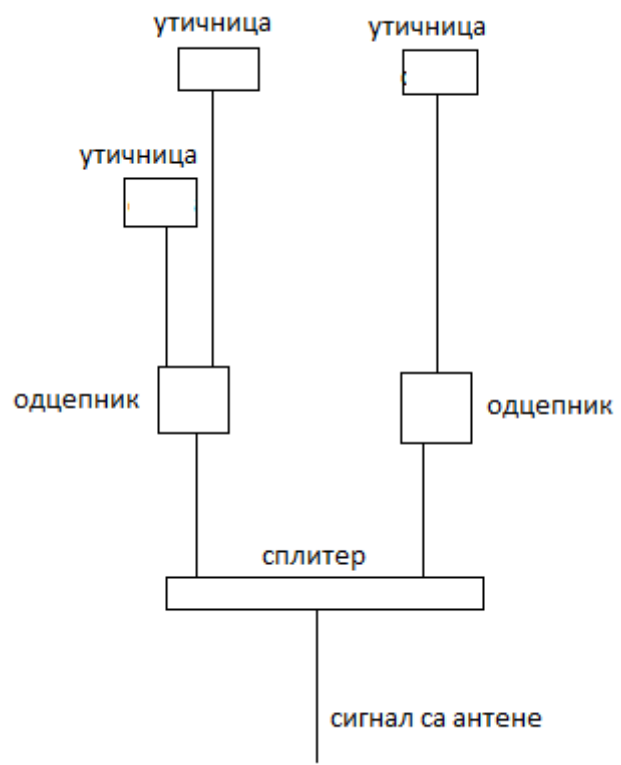 утичница
утичница
утичница
одцепник
одцепник
сплитер
сигнал са антене